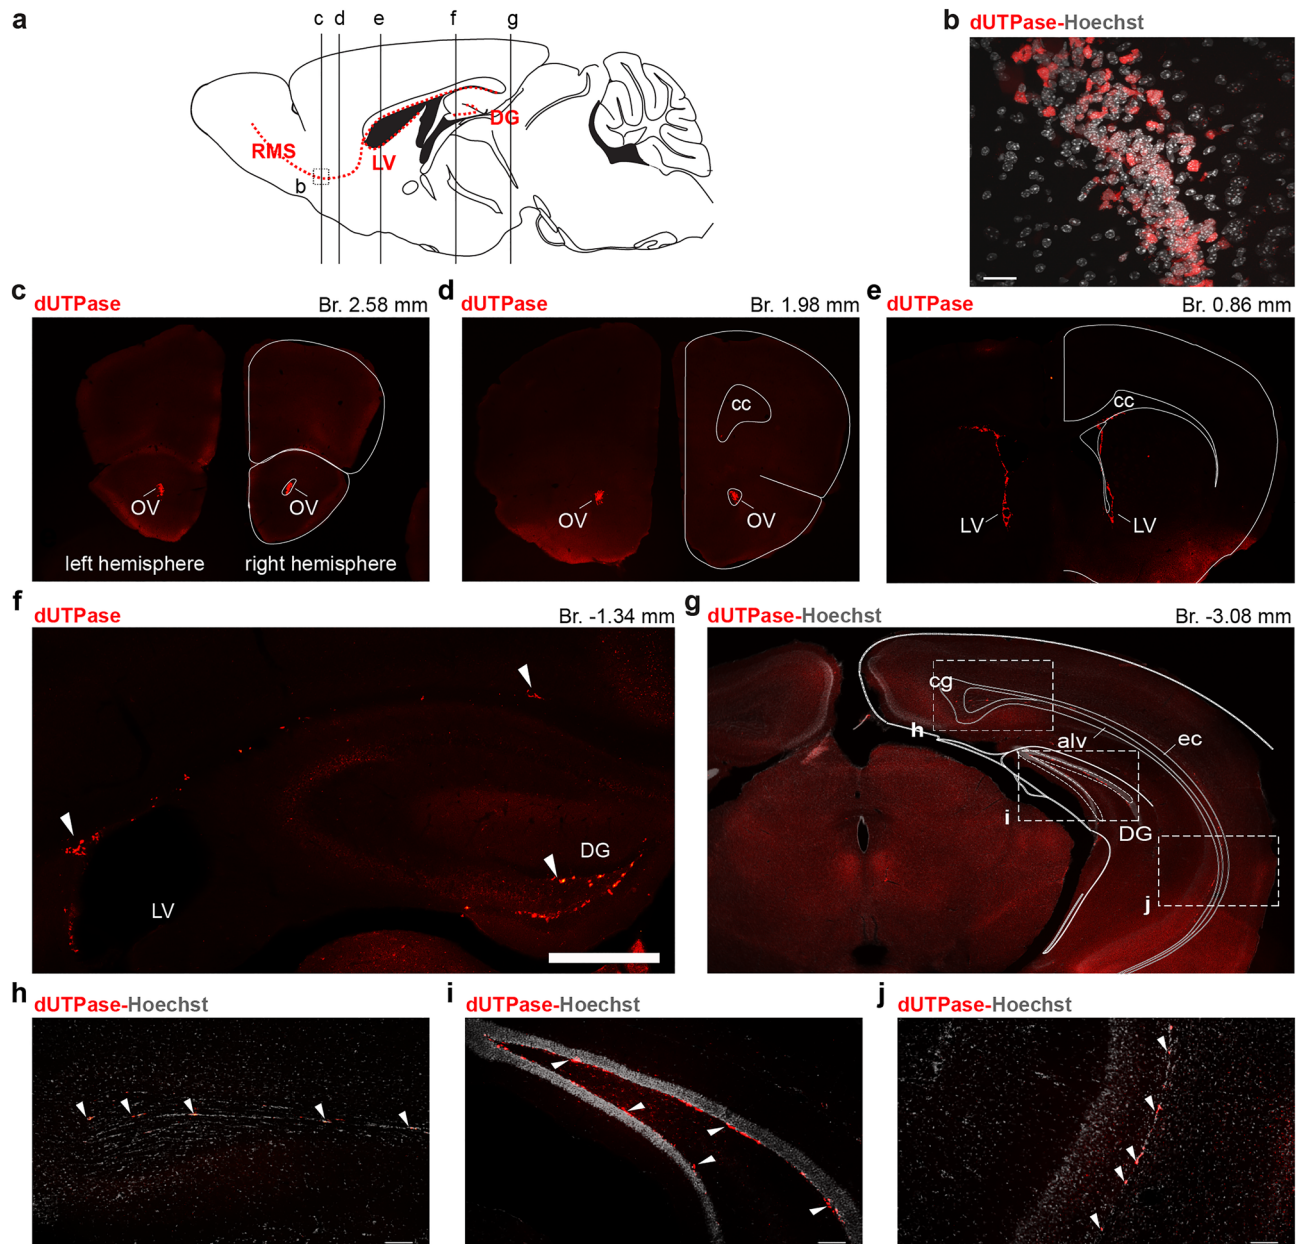 a
c d e f g
RMS
LV
DG
b
b dUTPase-Hoechst
c dUTPase Br. 2.58 mm
OV OV
left hemisphere right hemisphere
d dUTPase Br. 1.98 mm
cc
OV OV
e dUTPase Br. 0.86 mm
cc
LV LV
f dUTPase Br. -1.34 mm
DG
LV
g dUTPase-Hoechst Br. -3.08 mm
cg
h alv ec
i DG
j
h dUTPase-Hoechst
i dUTPase-Hoechst
j dUTPase-Hoechst